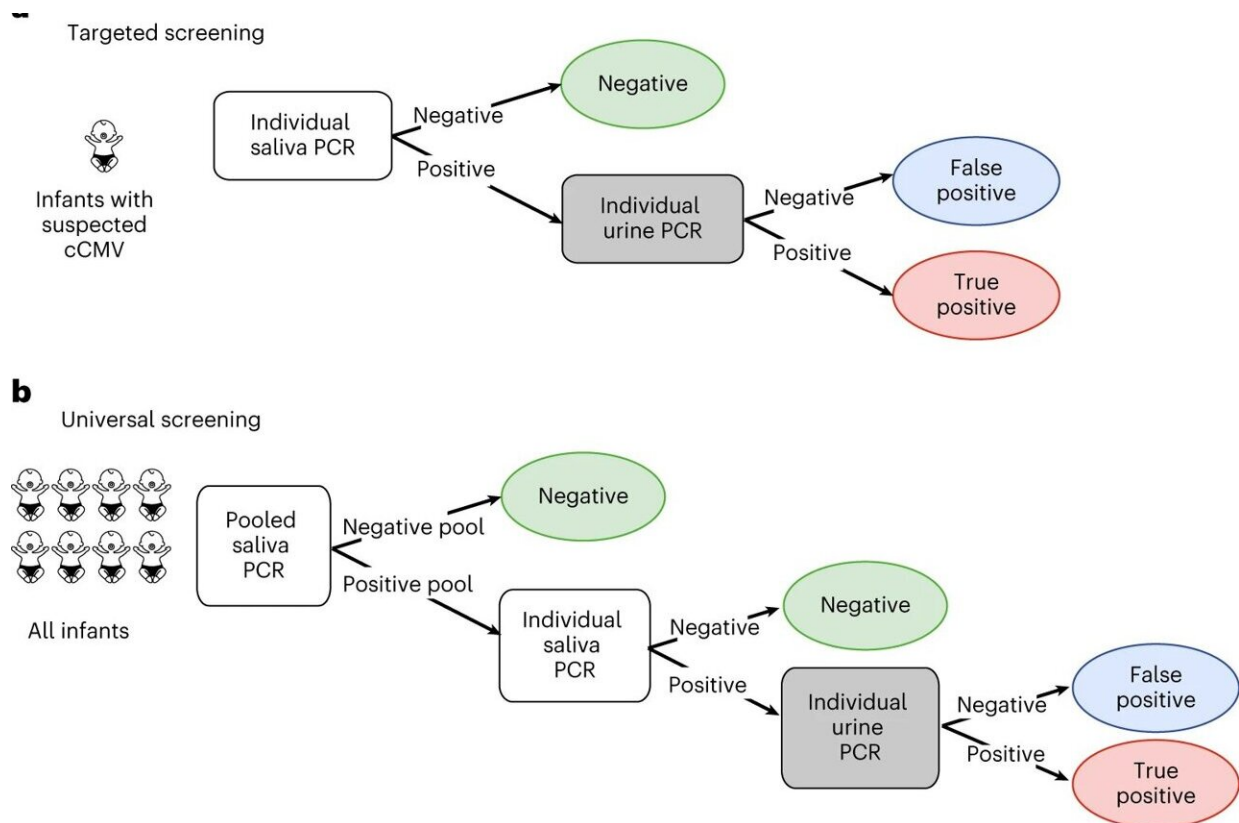 a
Targeted screening
Infants with
suspected
cCMV
Individual
saliva PCR
Negative
Positive
Negative
Individual
urine PCR
Negative
Positive
False
positive
True
positive
b
Universal screening
All infants
Pooled
saliva
PCR
Negative pool
Positive pool
Negative
Individual
saliva
PCR
Negative
Positive
Negative
Individual
urine
PCR
Negative
Positive
False
positive
True
positive